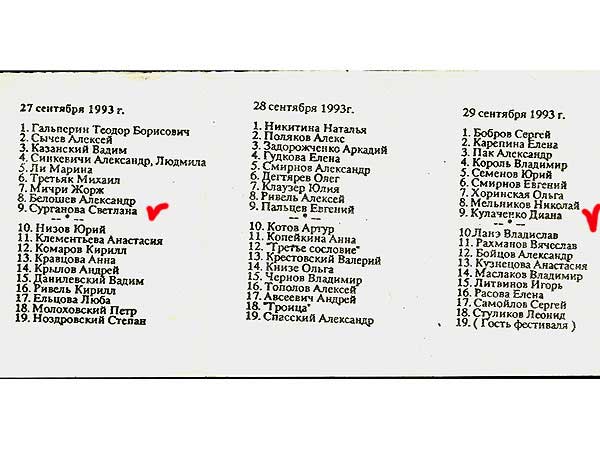 27 сентября 1993 г.
1. Гальперин Теодор Борисович
2. Сычев Алексей
3. Казанский Вадим
4. Синкевичи Александр, Людмила
5. Ли Марина
6. Третьяк Михаил
7. Мичри Жорж
8. Белошев Александр
9. Сурганова Светлана
-- * --
10. Низов Юрий
11. Клементьева Анастасия
12. Комаров Кирилл
13. Кравцова Анна
14. Крылов Андрей
15. Данилевский Вадим
16. Ривель Кирилл
17. Ельцова Люба
18. Молоховский Петр
19. Ноздровский Степан
28 сентября 1993г.
1. Никитина Наталья
2. Поляков Алекс
3. Задорожченко Аркадий
4. Гудкова Елена
5. Смирнов Александр
6. Дегтярев Олег
7. Клаузер Юлия
8. Ривель Алексей
9. Пальцев Евгений
-- * --
10. Котов Артур
11. Копейкина Анна
12. "Третье сословие"
13. Крестовский Валерий
14. Книзе Ольга
15. Чернов Владимир
16. Тополов Алексей
17. Авсеевич Андрей
18. "Троица"
19. Спасский Александр
29 сентября 1993 г.
1. Бобров Сергей
2. Карепина Елена
3. Пак Александр
4. Король Владимир
5. Семенов Юрий
6. Смирнов Евгений
7. Хоринская Ольга
8. Мельников Николай
9. Кулаченко Диана
-- * --
10.Ланэ Владислав
11. Рахманов Вячеслав
12. Бойцов Александр
13. Кузнецова Анастасия
14. Маслаков Владимир
15. Литвинов Игорь
16. Расова Елена
17. Самойлов Сергей
18. Стуликов Леонид
19. ( Гость фестиваля )